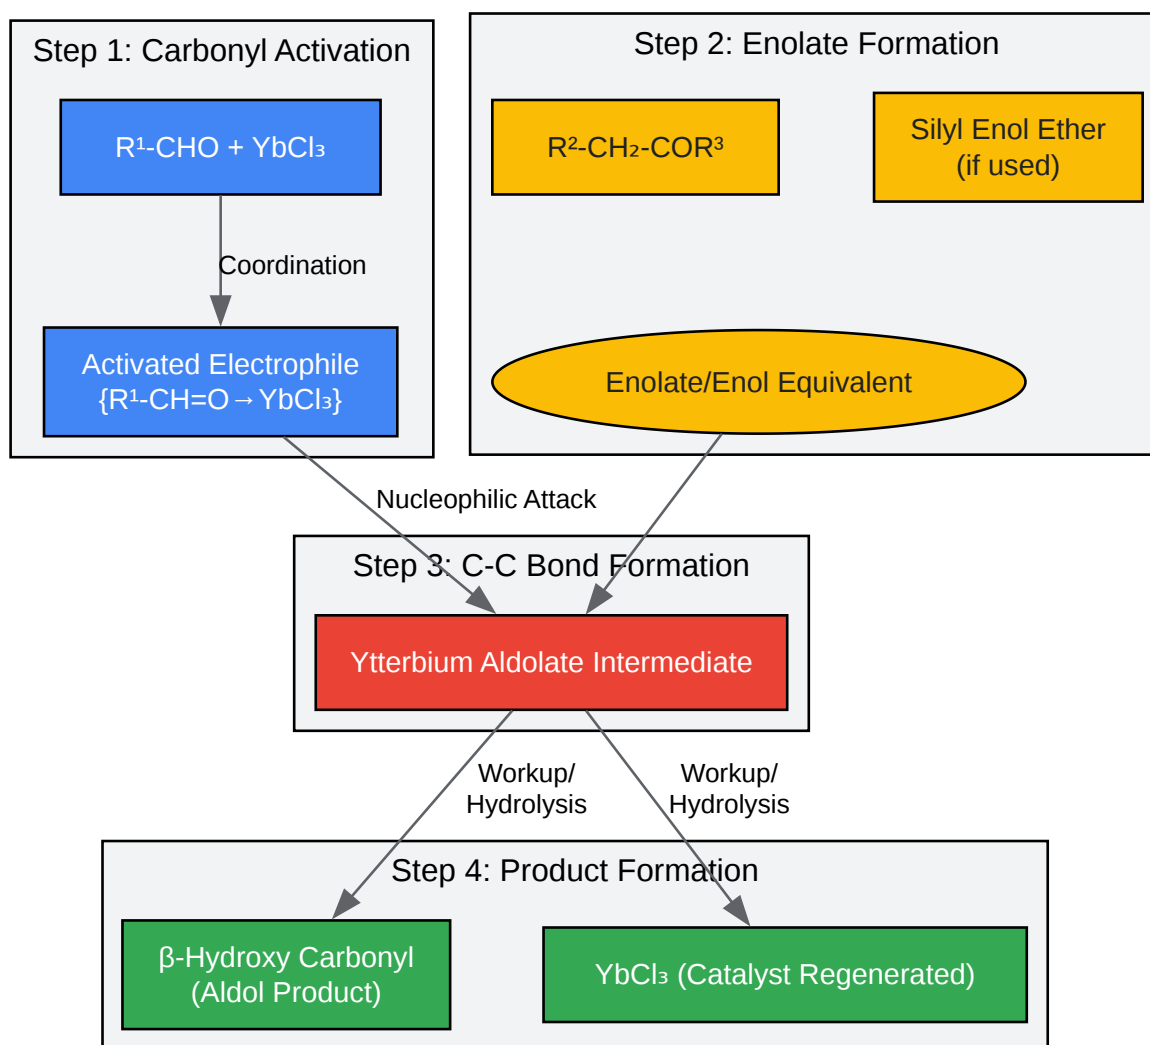 Step 1: Carbonyl Activation
R¹-CHO + YbCl₃
Coordination
Activated Electrophile
{R¹-CH=O→YbCl₃}
Step 2: Enolate Formation
R²-CH₂-COR³
Silyl Enol Ether
(if used)
Enolate/Enol Equivalent
Nucleophilic Attack
Step 3: C-C Bond Formation
Ytterbium Aldolate Intermediate
Workup/
Hydrolysis
Workup/
Hydrolysis
Step 4: Product Formation
β-Hydroxy Carbonyl
(Aldol Product)
YbCl₃ (Catalyst Regenerated)